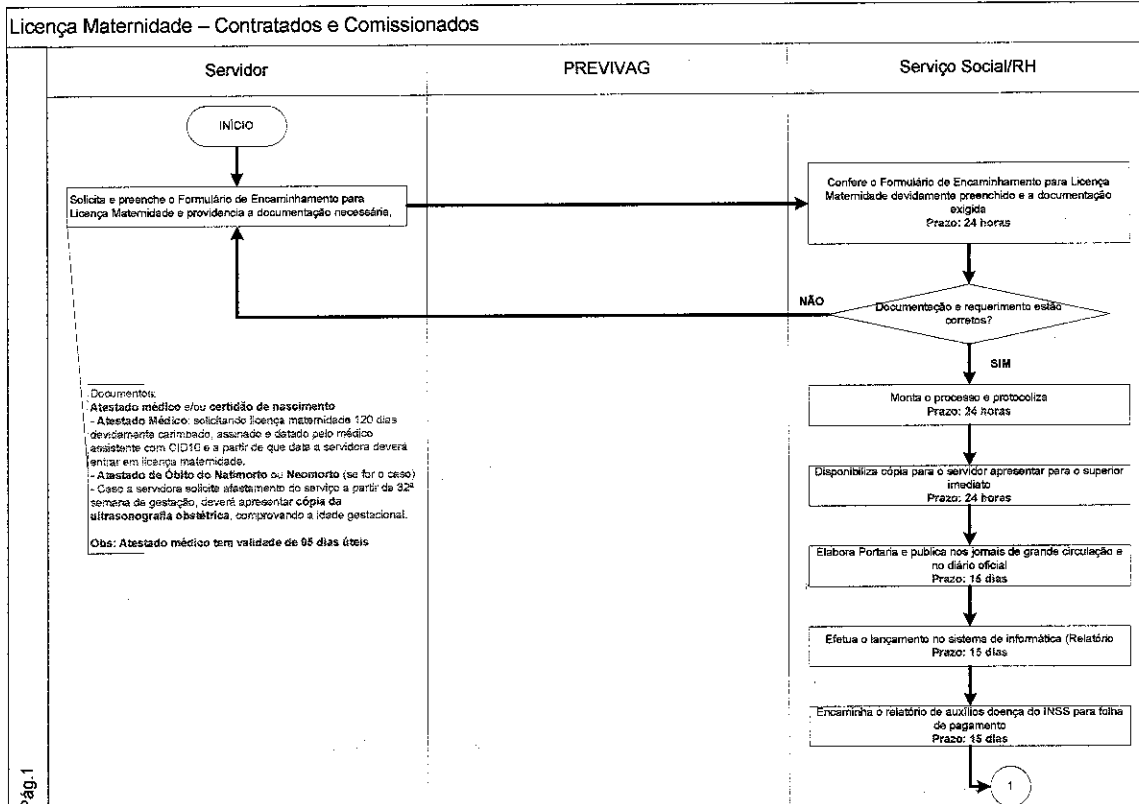 Licença Maternidade – Contratados e Comissionados
Servidor
PREVIVAG
Serviço Social/RH
INÍCIO
Solicita e preenche o Formulário de Encaminhamento para
Licença Maternidade e providencia a documentação necessária,
Confere o Formulário de Encaminhamento para Licença
Maternidade devidamente preenchido e a documentação
exigida
Prazo: 24 horas
NÃO
Documentação e requerimento estão
corretos?
SIM
Monta o processo e protocoliza
Prazo: 24 horas
Disponibiliza cópia para o servidor apresentar para o superior
imediato
Prazo: 24 horas
Elabora Portaria e publica nos jornais de grande circulação e
no diário oficial
Prazo: 15 dias
Efetua o lançamento no sistema de informática (Relatório
Prazo: 15 dias
Encaminha o relatório de auxílios doença do INSS para folha
de pagamento
Prazo: 15 dias
1
Documentois:
Atestado médico e/ou certidão de nascimento
- Atestado Médico: solicitando licença maternidade 120 dias
devidamente carimbado, assinado e datado pelo médico
assistente com CID10 e a partir de que data a servidora deverá
entrar em licença maternidade.
- Atestado de Óbito do Natimorto ou Neomorto (se for o caso)
- Caso a servidora solicite afastamento do serviço a partir da 32ª
semana de gestação, deverá apresentar cópia da
ultrasonografia obstétrica, comprovando a idade gestacional.
Obs: Atestado médico tem validade de 05 dias úteis
Pág.1